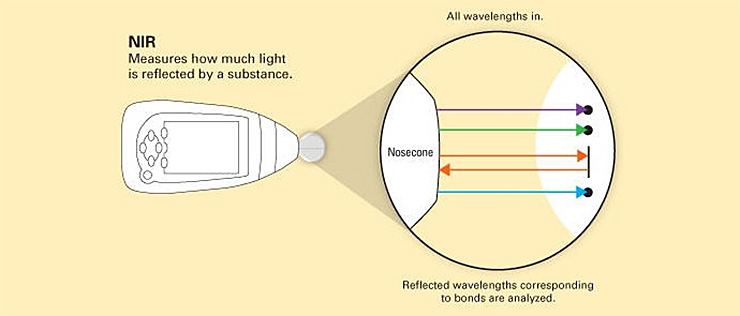 All wavelengths in.
NIR
Measures how much light
is reflected by a substance.
Nosecone
Reflected wavelengths corresponding
to bonds are analyzed.